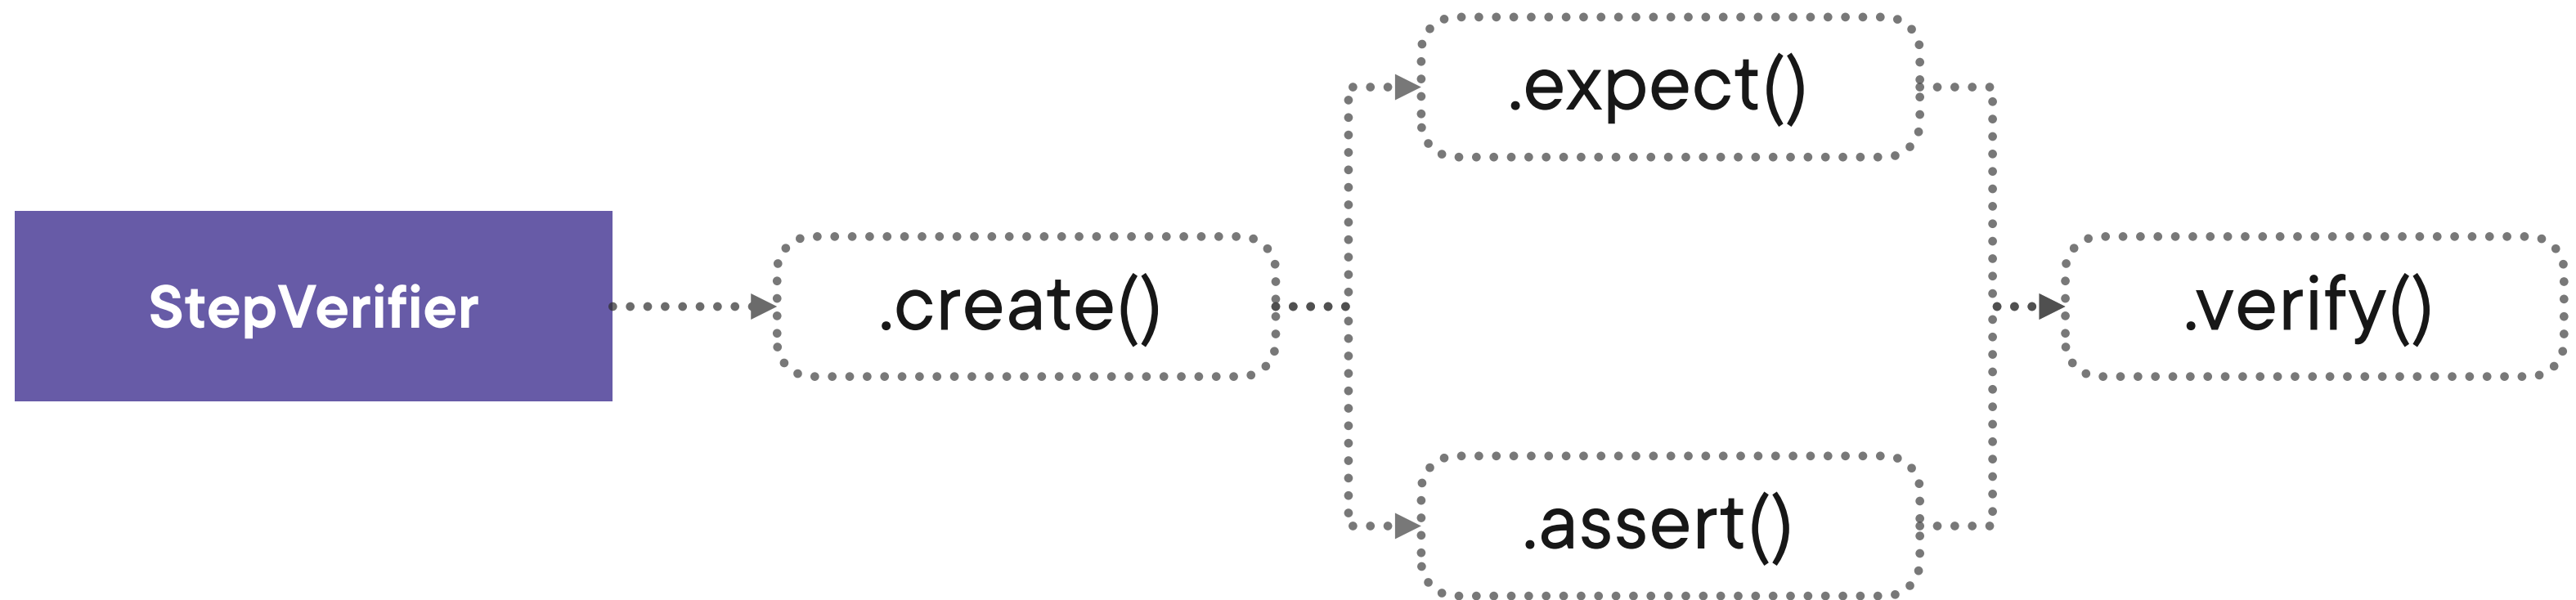 StepVerifier
.create()
.expect()
.assert()
.verify()